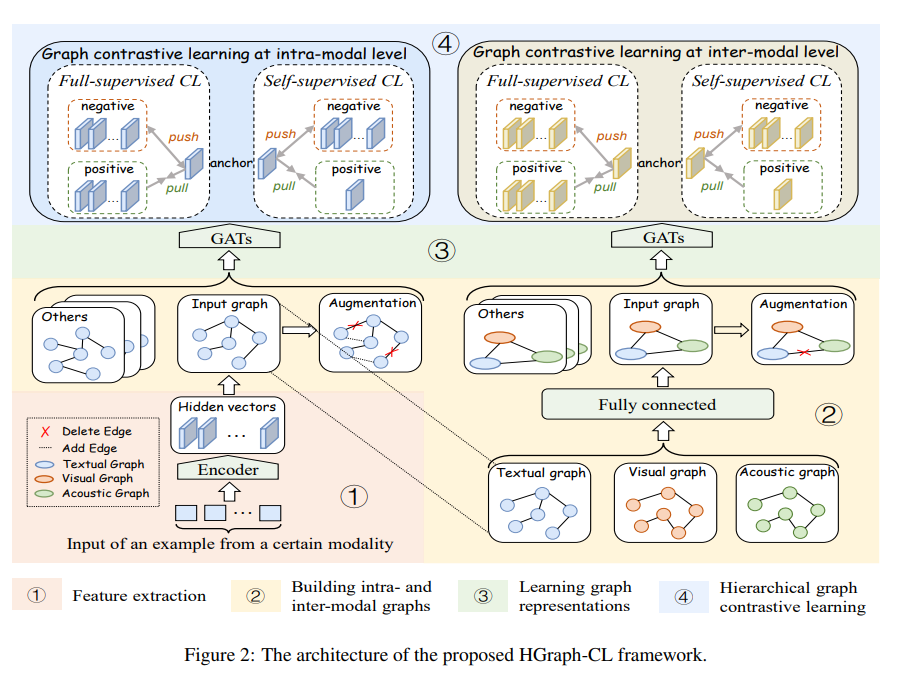 ④
Graph contrastive learning at intra-modal level
Full-supervised CL
negative
...
push
positive
...
pull
anchor
Self-supervised CL
negative
...
push
positive
pull
Graph contrastive learning at inter-modal level
Full-supervised CL
negative
...
push
positive
...
pull
anchor
Self-supervised CL
negative
...
push
positive
pull
GATs
③
GATs
Others
Input graph
Augmentation
Others
Input graph
Augmentation
Fully connected
②
Hidden vectors
...
Encoder
①
...
Input of an example from a certain modality
X Delete Edge
Add Edge
Textual Graph
Visual Graph
Acoustic Graph
Textual graph
Visual graph
Acoustic graph
① Feature extraction
② Building intra- and
inter-modal graphs
③ Learning graph
representations
④ Hierarchical graph
contrastive learning
Figure 2: The architecture of the proposed HGraph-CL framework.